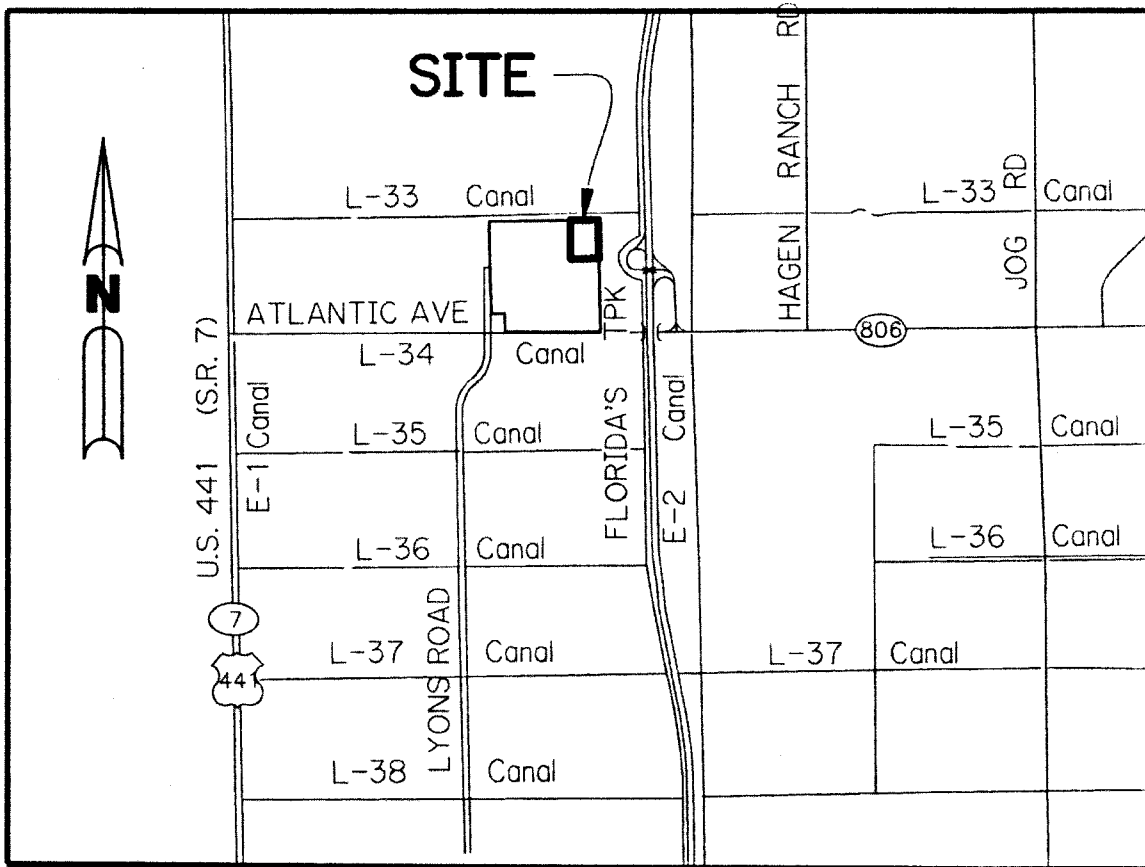 SITE
HAGEN RANCH RD
L-33 Canal
L-33 Canal
JOG RD
N
ATLANTIC AVE
TPK
806
L-34 Canal
U.S. 441 (S.R. 7)
E-1 Canal
L-35 Canal
FLORIDA'S
E-2 Canal
L-35 Canal
L-36 Canal
L-36 Canal
7
LYONS ROAD
L-37 Canal
L-37 Canal
441
L-38 Canal